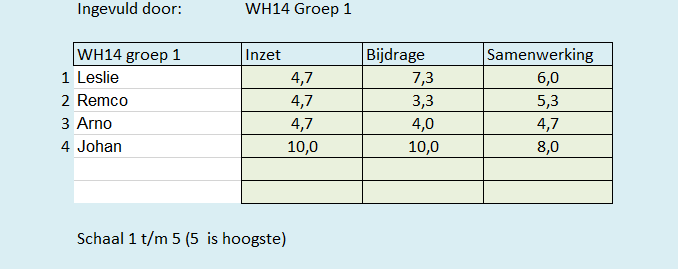 Ingevuld door: WH14 Groep 1
WH14 groep 1 Inzet Bijdrage Samenwerking
1 Leslie 4,7 7,3 6,0
2 Remco 4,7 3,3 5,3
3 Arno 4,7 4,0 4,7
4 Johan 10,0 10,0 8,0
Schaal 1 t/m 5 (5 is hoogste)